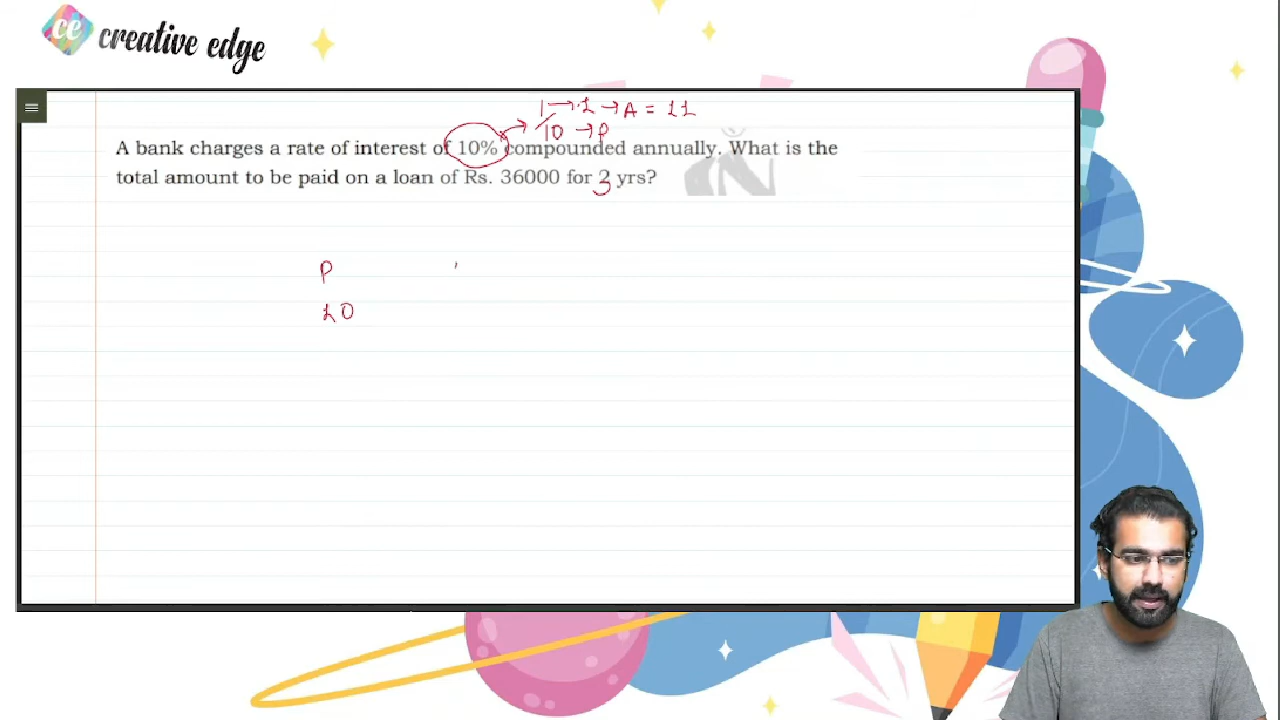 ce creative edge
1 → 1 → A = 11
10 → P
A bank charges a rate of interest of 10% compounded annually. What is the
total amount to be paid on a loan of Rs. 36000 for 3 yrs?
P
10